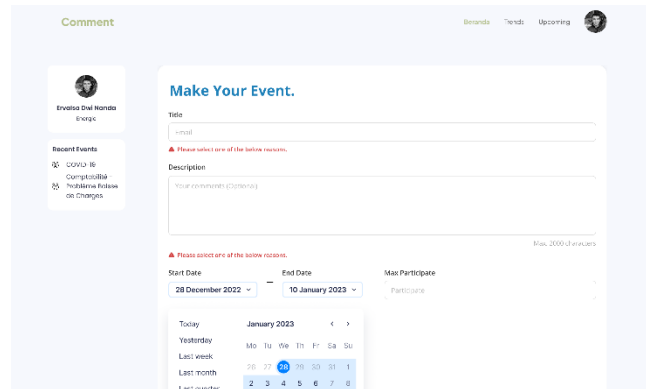 Comment
Beranda Trends Upcoming
Ervalsa Dwi Nanda
Energie
Recent Events
COVID-19
Comptabilité -
Problème Baisse
de Charges
Make Your Event.
Title
Email
Please select one of the below reasons.
Description
Your comments (Optional)
Max. 2000 characters
Please select one of the below reasons.
Start Date End Date Max Participate
28 December 2022 — 10 January 2023 Participate
Today January 2023 < >
Yesterday Mo Tu We Th Fr Sa Su
Last week
Last month 26 27 28 29 30 31 1
Last quarter 2 3 4 5 6 7 8